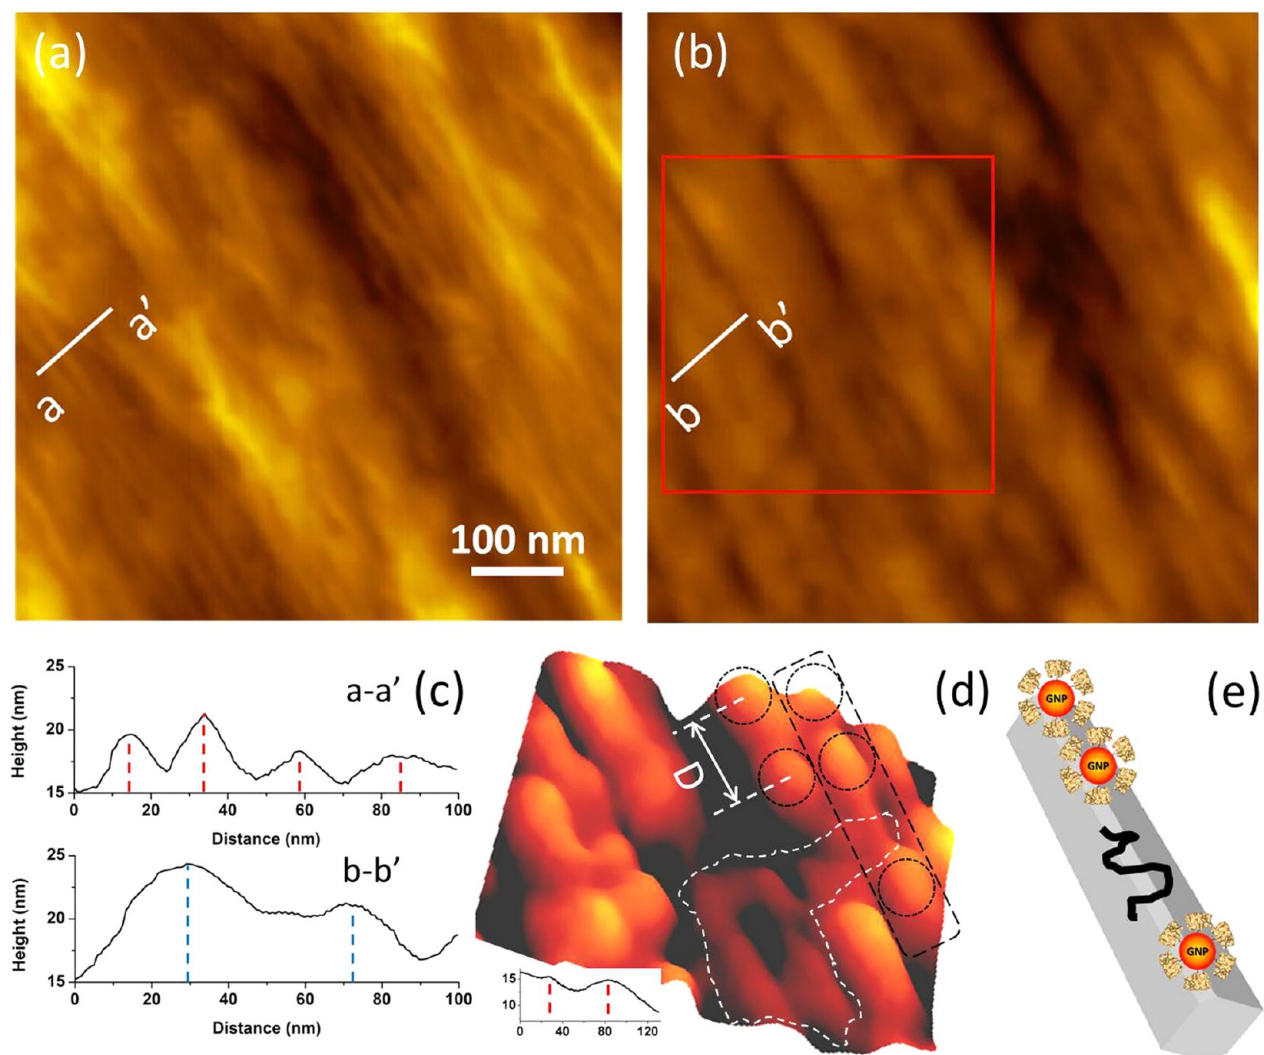 (a)
(b)
a
a’
b
b’
100 nm
(c)
a-a’
25
20
15
Height (nm)
0 20 40 60 80 100
Distance (nm)
b-b’
25
20
15
Height (nm)
0 20 40 60 80 100
Distance (nm)
(d)
D
15
10
0 40 80 120
(e)
GNP
GNP
GNP